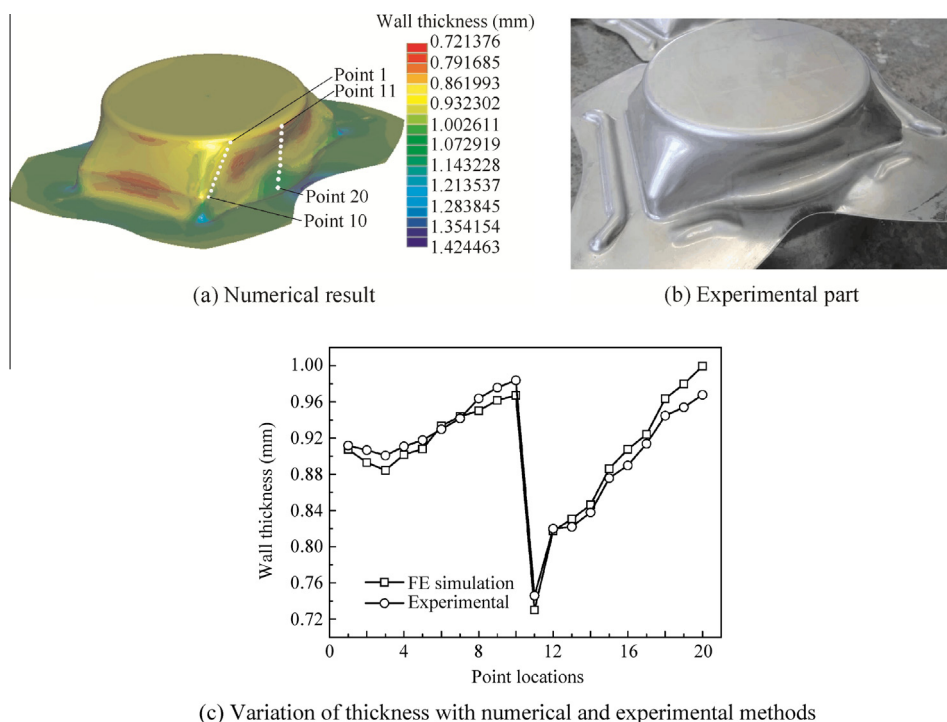 Wall thickness (mm)
0.721376
0.791685
0.861993
0.932302
1.002611
1.072919
1.143228
1.213537
1.283845
1.354154
1.424463
Point 1
Point 11
Point 20
Point 10
(a) Numerical result
(b) Experimental part
Wall thickness (mm)
1.00
0.96
0.92
0.88
0.84
0.80
0.76
0.72
FE simulation
Experimental
0 4 8 12 16 20
Point locations
(c) Variation of thickness with numerical and experimental methods